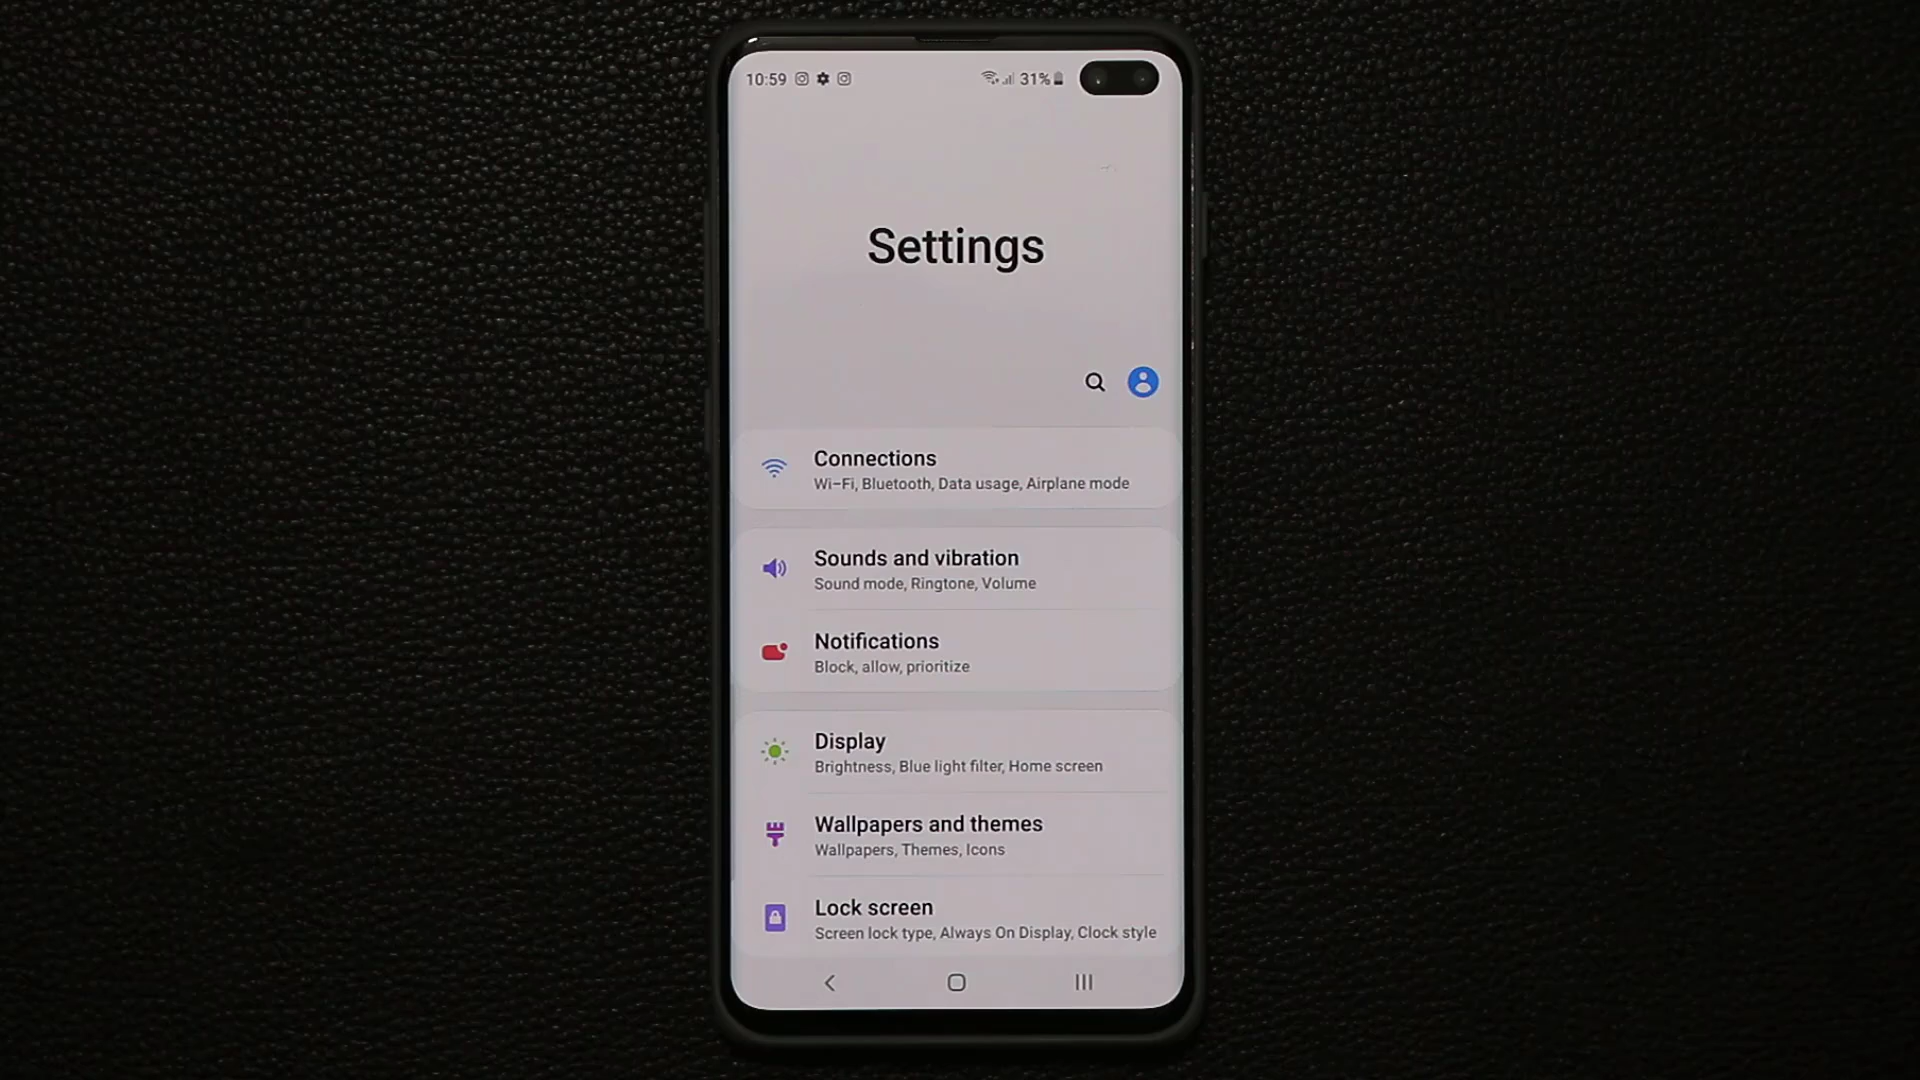 10:59 31%
Settings
Connections
Wi-Fi, Bluetooth, Data usage, Airplane mode
Sounds and vibration
Sound mode, Ringtone, Volume
Notifications
Block, allow, prioritize
Display
Brightness, Blue light filter, Home screen
Wallpapers and themes
Wallpapers, Themes, Icons
Lock screen
Screen lock type, Always On Display, Clock style